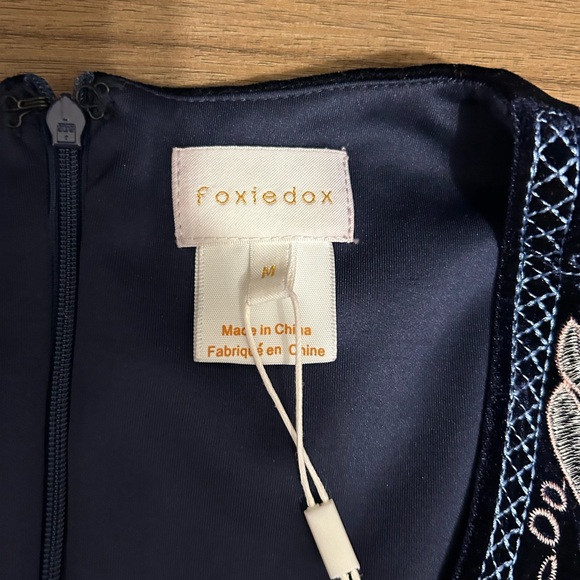 foxiedox
M
Made in China
Fabriqué en Chine